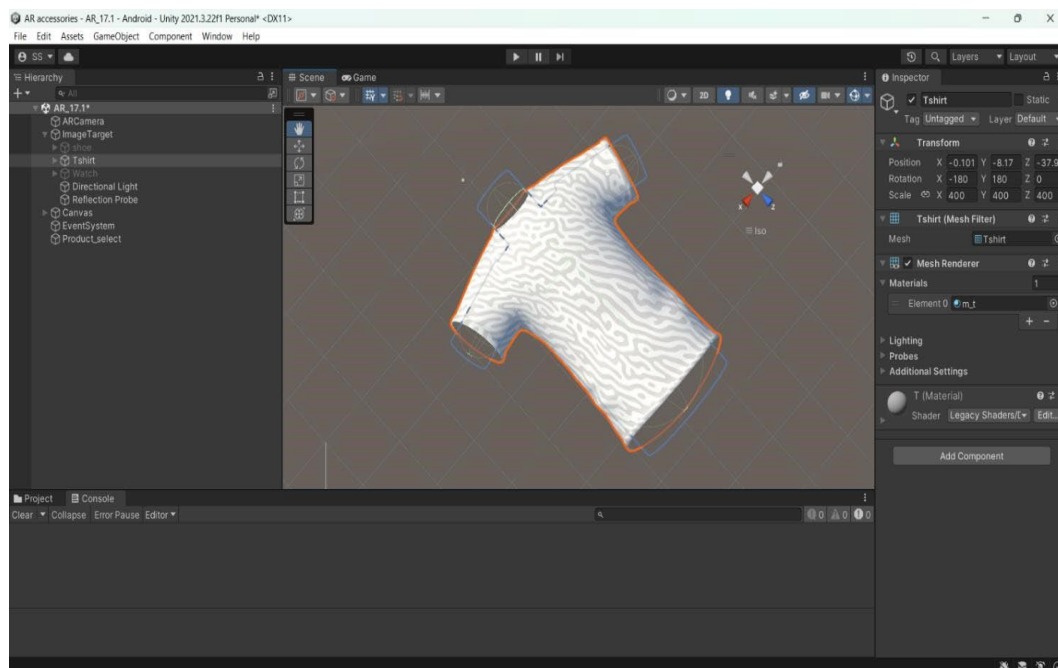 AR accessories - AR_17.1 - Android - Unity 2021.3.22f1 Personal* <DX11>
File Edit Assets GameObject Component Window Help
SS Layers Layout
Hierarchy
All
AR_17.1*
ARCamera
ImageTarget
shoe
Tshirt
Watch
Directional Light
Reflection Probe
Canvas
EventSystem
Product_select
Scene Game
2D
x z
Iso
Inspector
Tshirt Static
Tag Untagged Layer Default
Transform
Position X -0.101 Y -8.17 Z -37.9
Rotation X -180 Y 180 Z 0
Scale X 400 Y 400 Z 400
Tshirt (Mesh Filter)
Mesh Tshirt
Mesh Renderer
Materials 1
Element 0 m_t
Lighting
Probes
Additional Settings
T (Material)
Shader Legacy Shaders/D Edit...
Add Component
Project Console
Clear Collapse Error Pause Editor 0 0 0